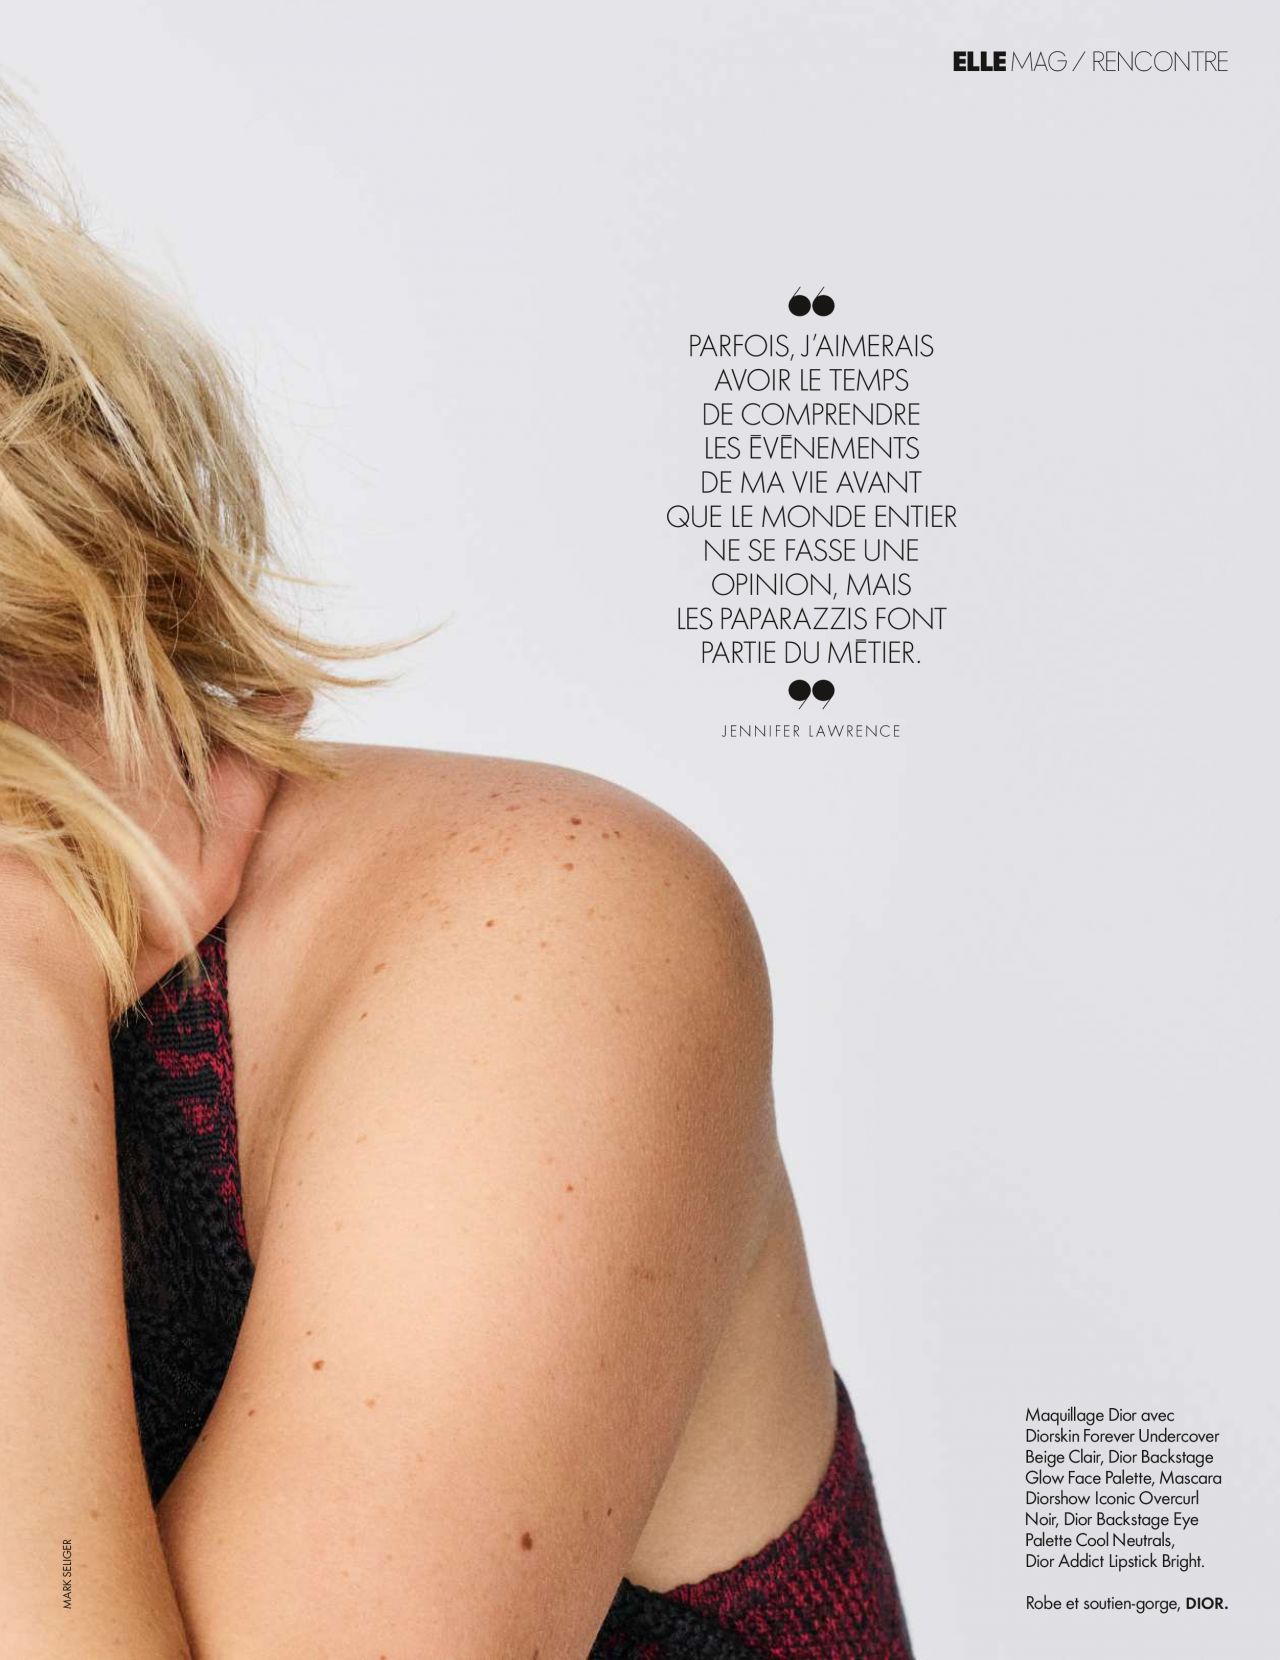 ELLE MAG / RENCONTRE
“
PARFOIS, J’AIMERAIS
AVOIR LE TEMPS
DE COMPRENDRE
LES ĒVĒNEMENTS
DE MA VIE AVANT
QUE LE MONDE ENTIER
NE SE FASSE UNE
OPINION, MAIS
LES PAPARAZZIS FONT
PARTIE DU MĒTIER.
”
JENNIFER LAWRENCE
Maquillage Dior avec
Diorskin Forever Undercover
Beige Clair, Dior Backstage
Glow Face Palette, Mascara
Diorshow Iconic Overcurl
Noir, Dior Backstage Eye
Palette Cool Neutrals,
Dior Addict Lipstick Bright.
Robe et soutien-gorge, DIOR.
MARK SELIGER